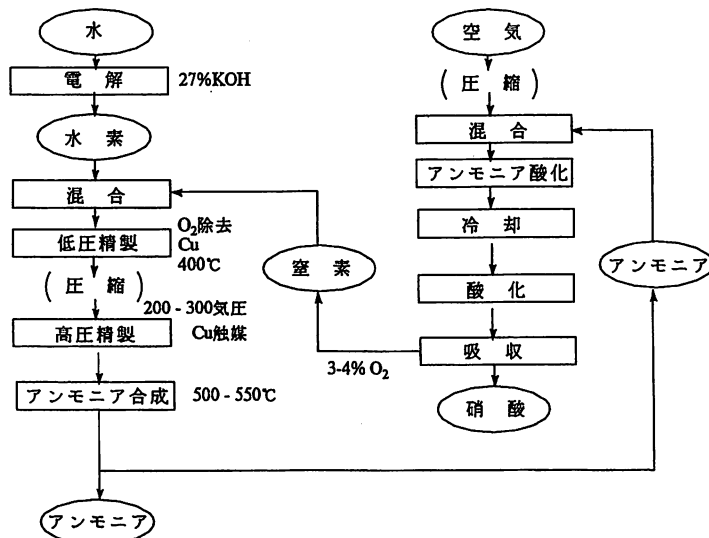 水
電解
27%KOH
水素
混合
低圧精製
O2除去
Cu
400℃
(圧縮)
200 - 300気圧
高圧精製
Cu触媒
アンモニア合成
500 - 550℃
アンモニア
窒素
3-4% O2
空気
(圧縮)
混合
アンモニア酸化
冷却
酸化
吸収
硝酸
アンモニア